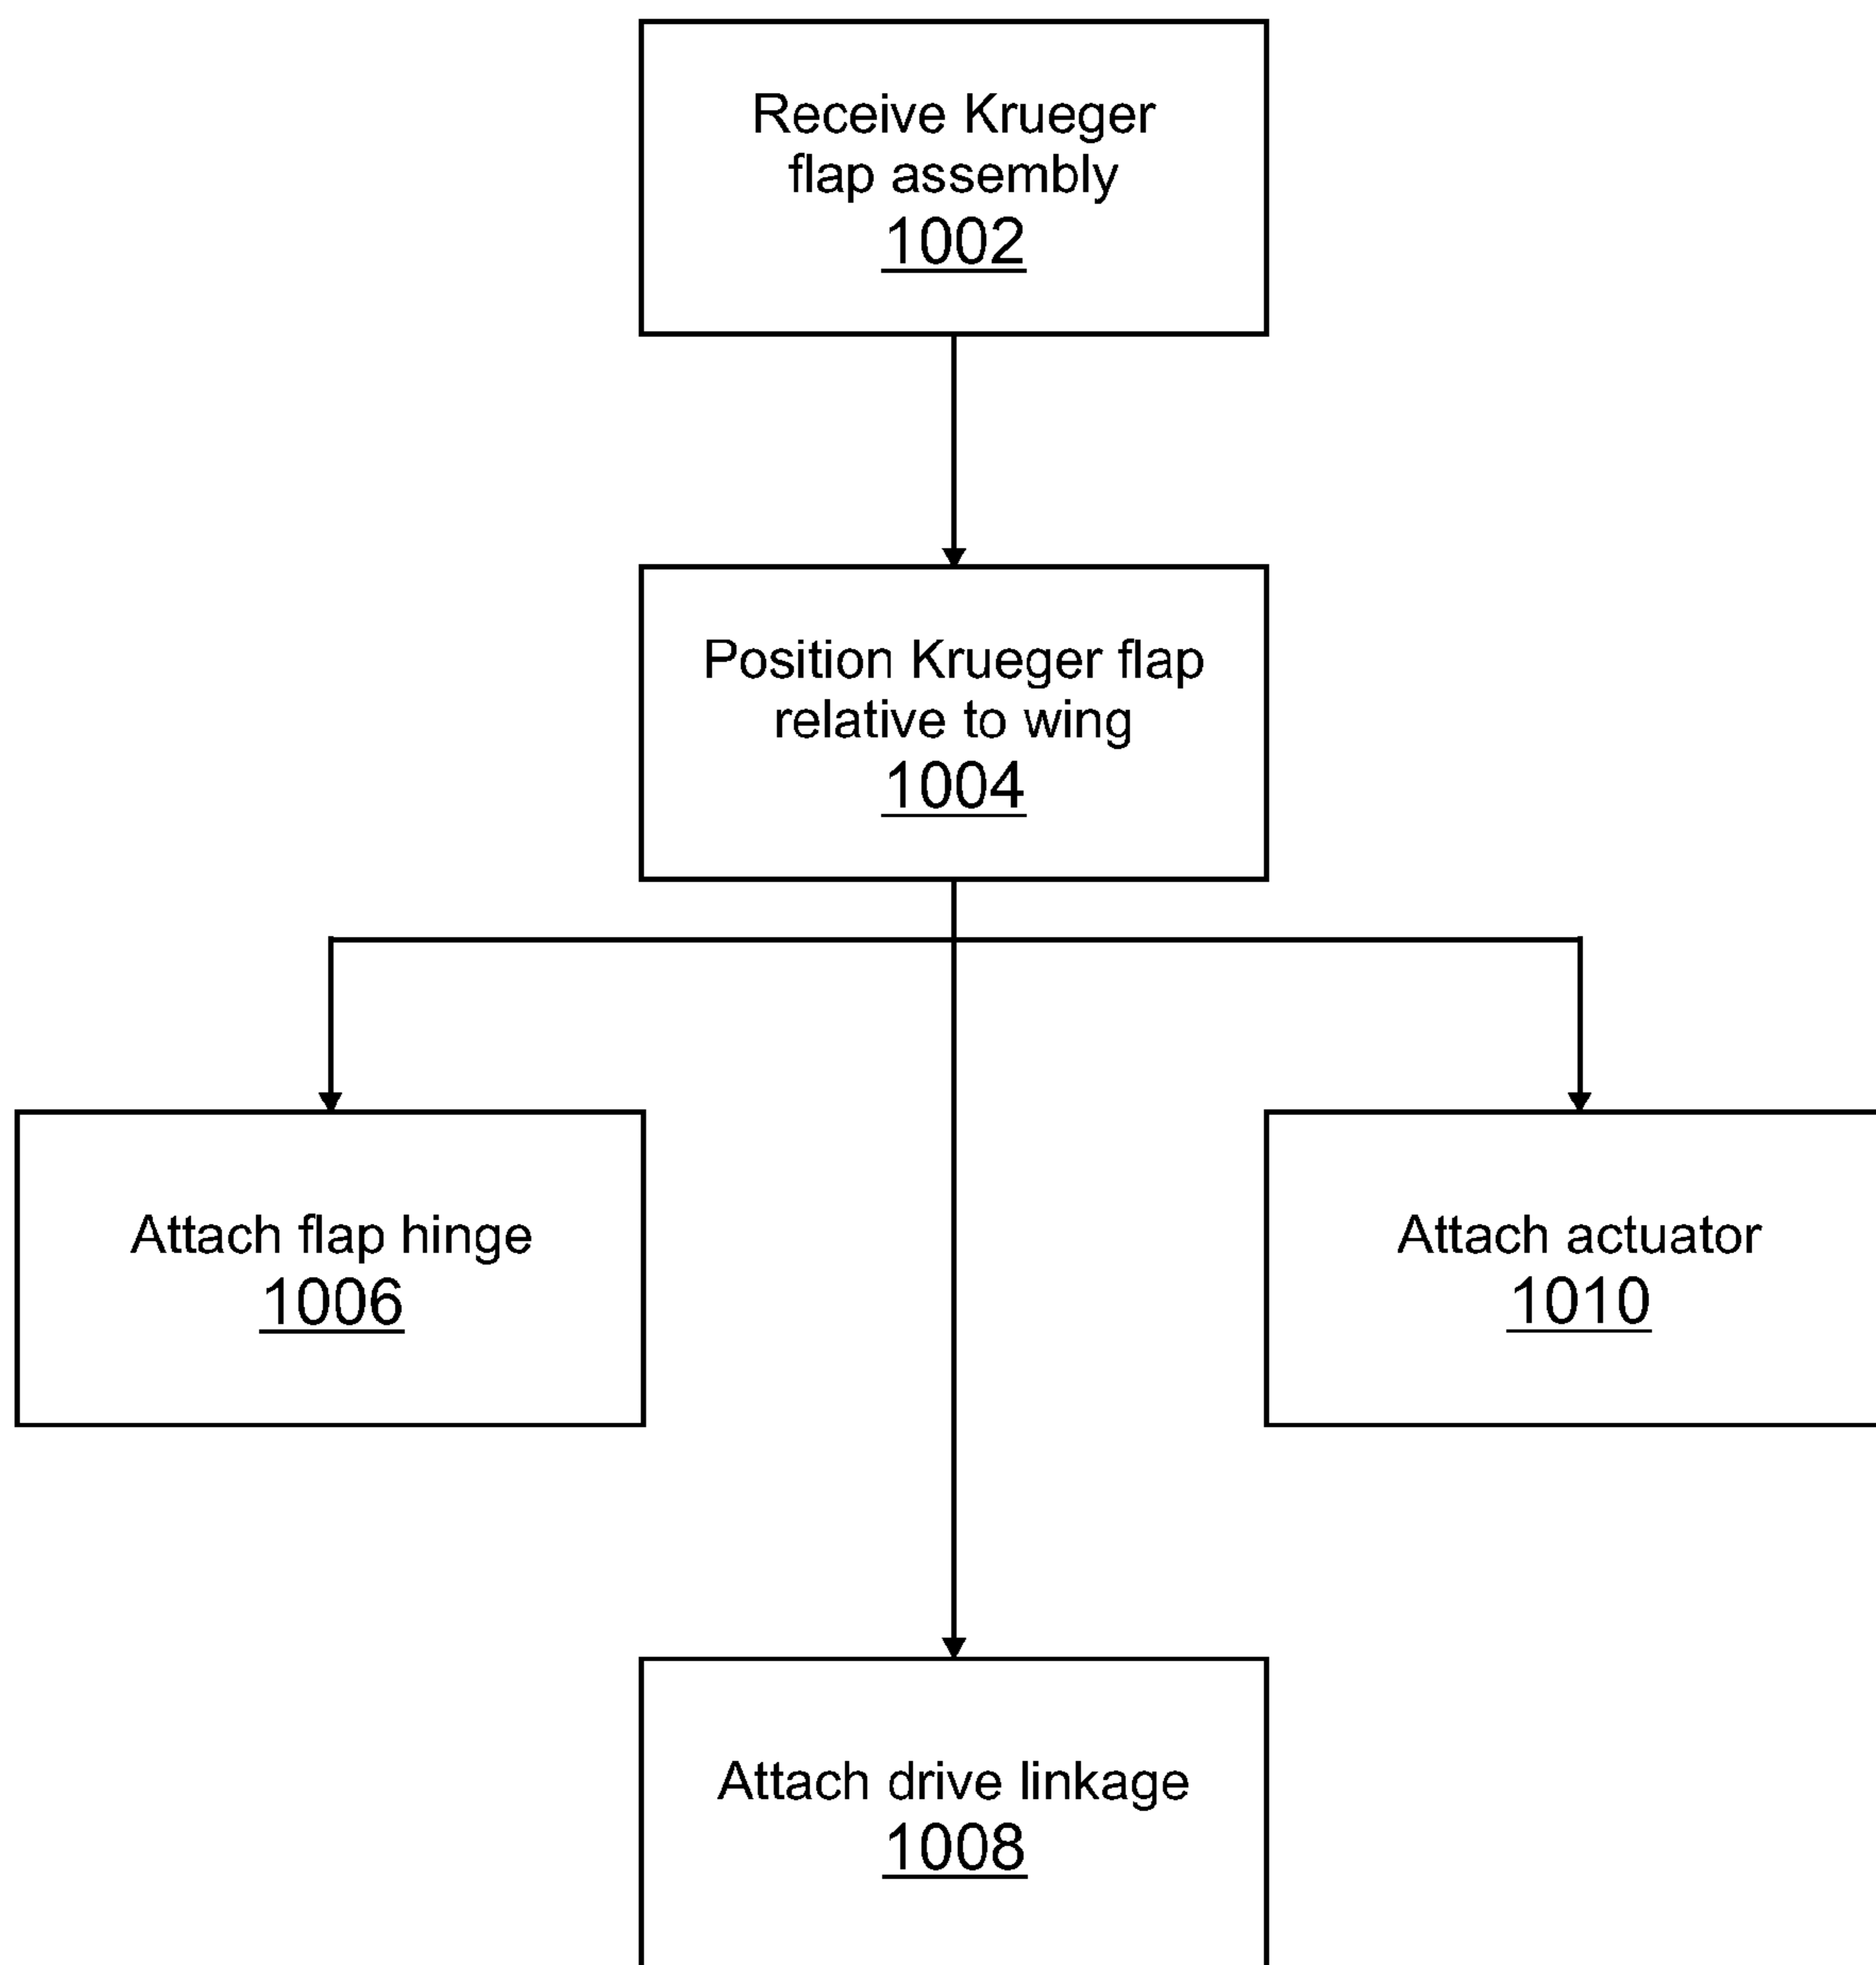 Receive Krueger
flap assembly
1002
Position Krueger flap
relative to wing
1004
Attach flap hinge
1006
Attach actuator
1010
Attach drive linkage
1008